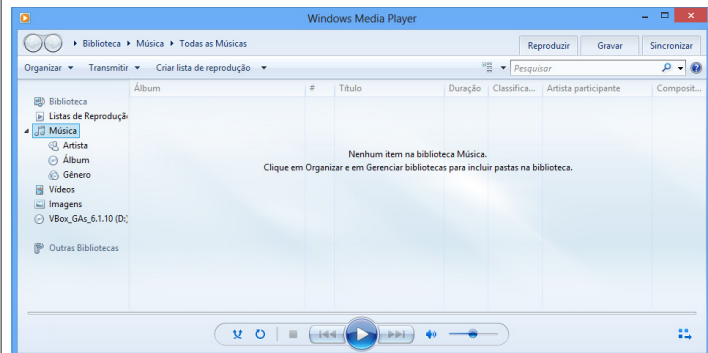 Windows Media Player
Biblioteca Música Todas as Músicas
Reproduzir Gravar Sincronizar
Organizar Transmitir Criar lista de reprodução
Pesquisar
Álbum # Título Duração Classifica... Artista participante Composit...
Biblioteca
Listas de Reproduçã
Música
Artista
Álbum
Gênero
Vídeos
Imagens
VBox_GAs_6.1.10 (D:)
Outras Bibliotecas
Nenhum item na biblioteca Música.
Clique em Organizar e em Gerenciar bibliotecas para incluir pastas na biblioteca.